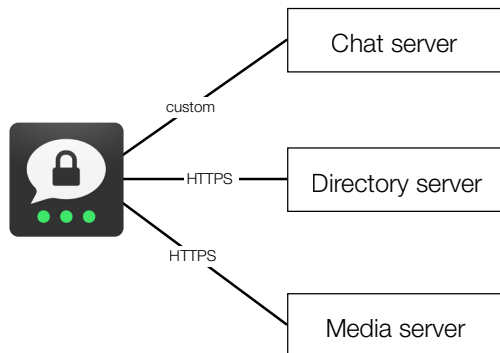 Chat server
custom
HTTPS
Directory server
HTTPS
Media server